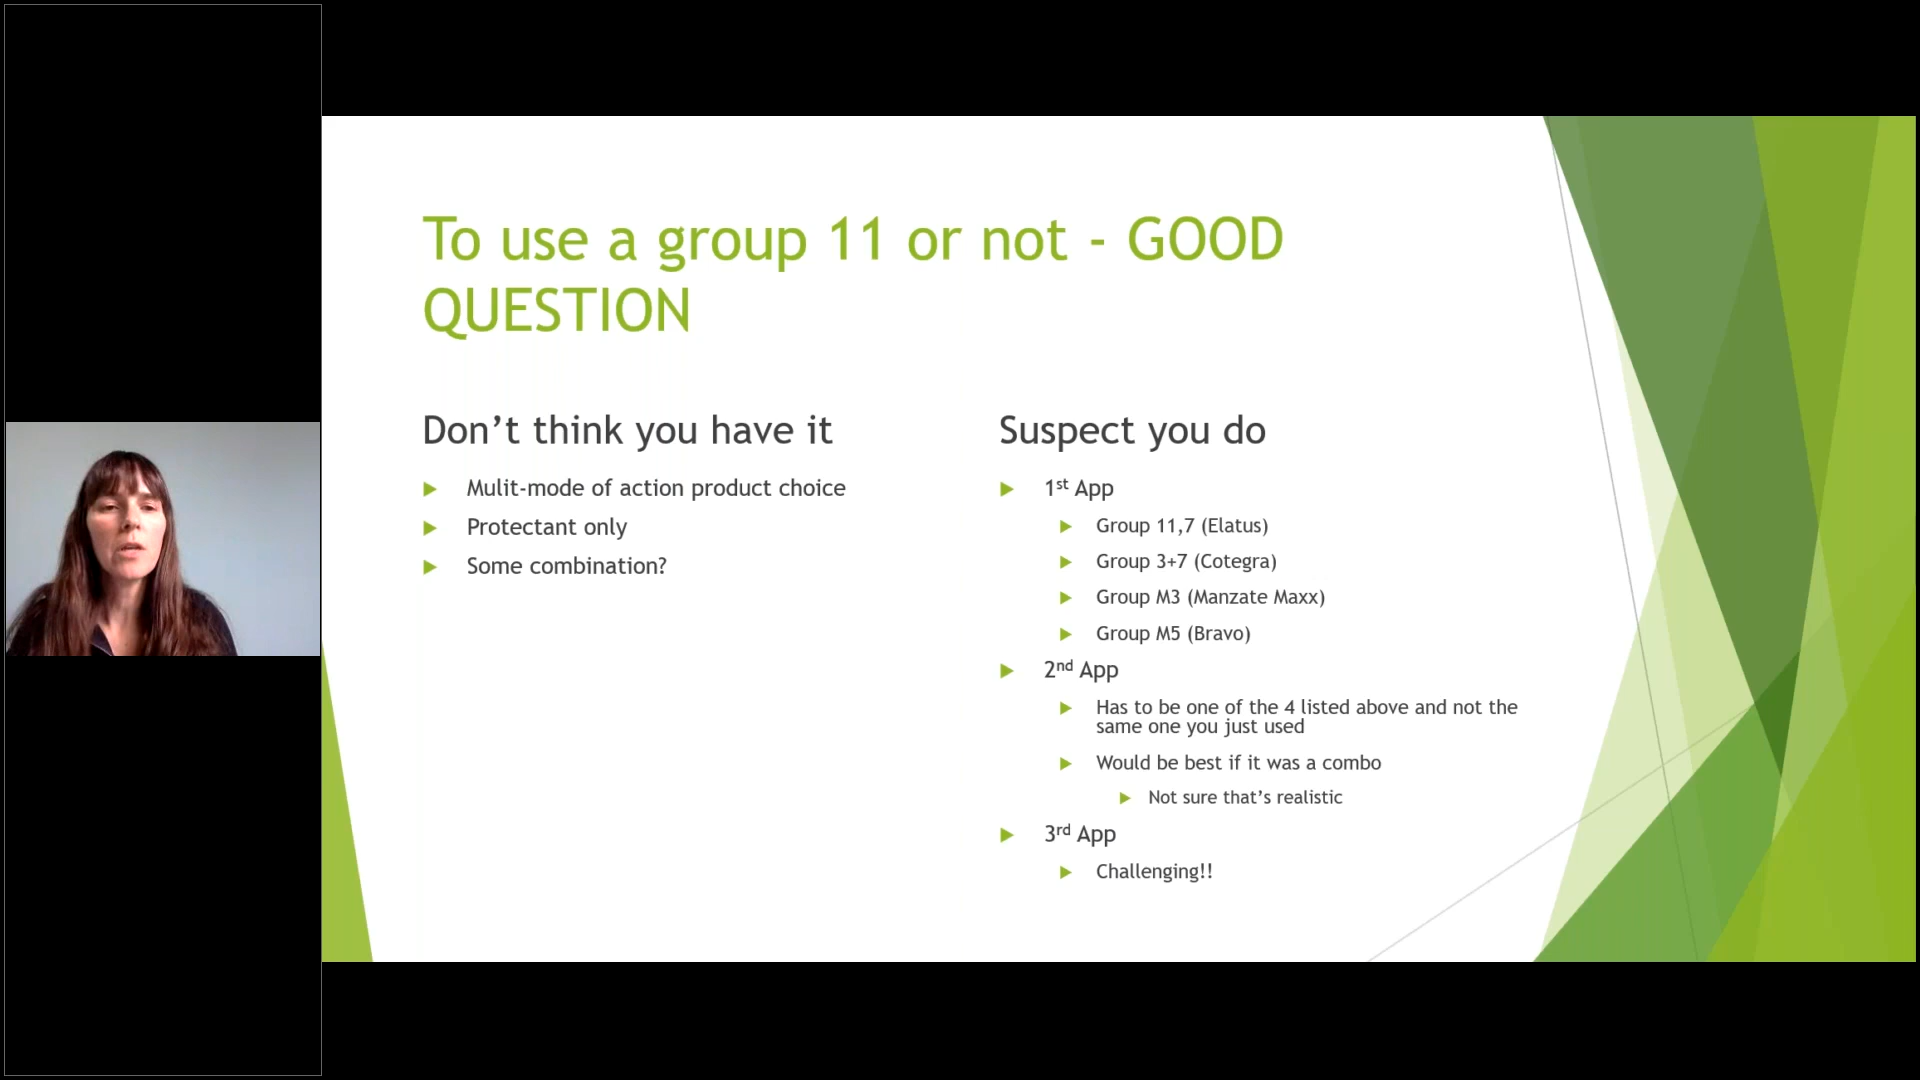 To use a group 11 or not - GOOD
QUESTION
Don’t think you have it
Mulit-mode of action product choice
Protectant only
Some combination?
Suspect you do
1st App
Group 11,7 (Elatus)
Group 3+7 (Cotegra)
Group M3 (Manzate Maxx)
Group M5 (Bravo)
2nd App
Has to be one of the 4 listed above and not the
same one you just used
Would be best if it was a combo
Not sure that’s realistic
3rd App
Challenging!!